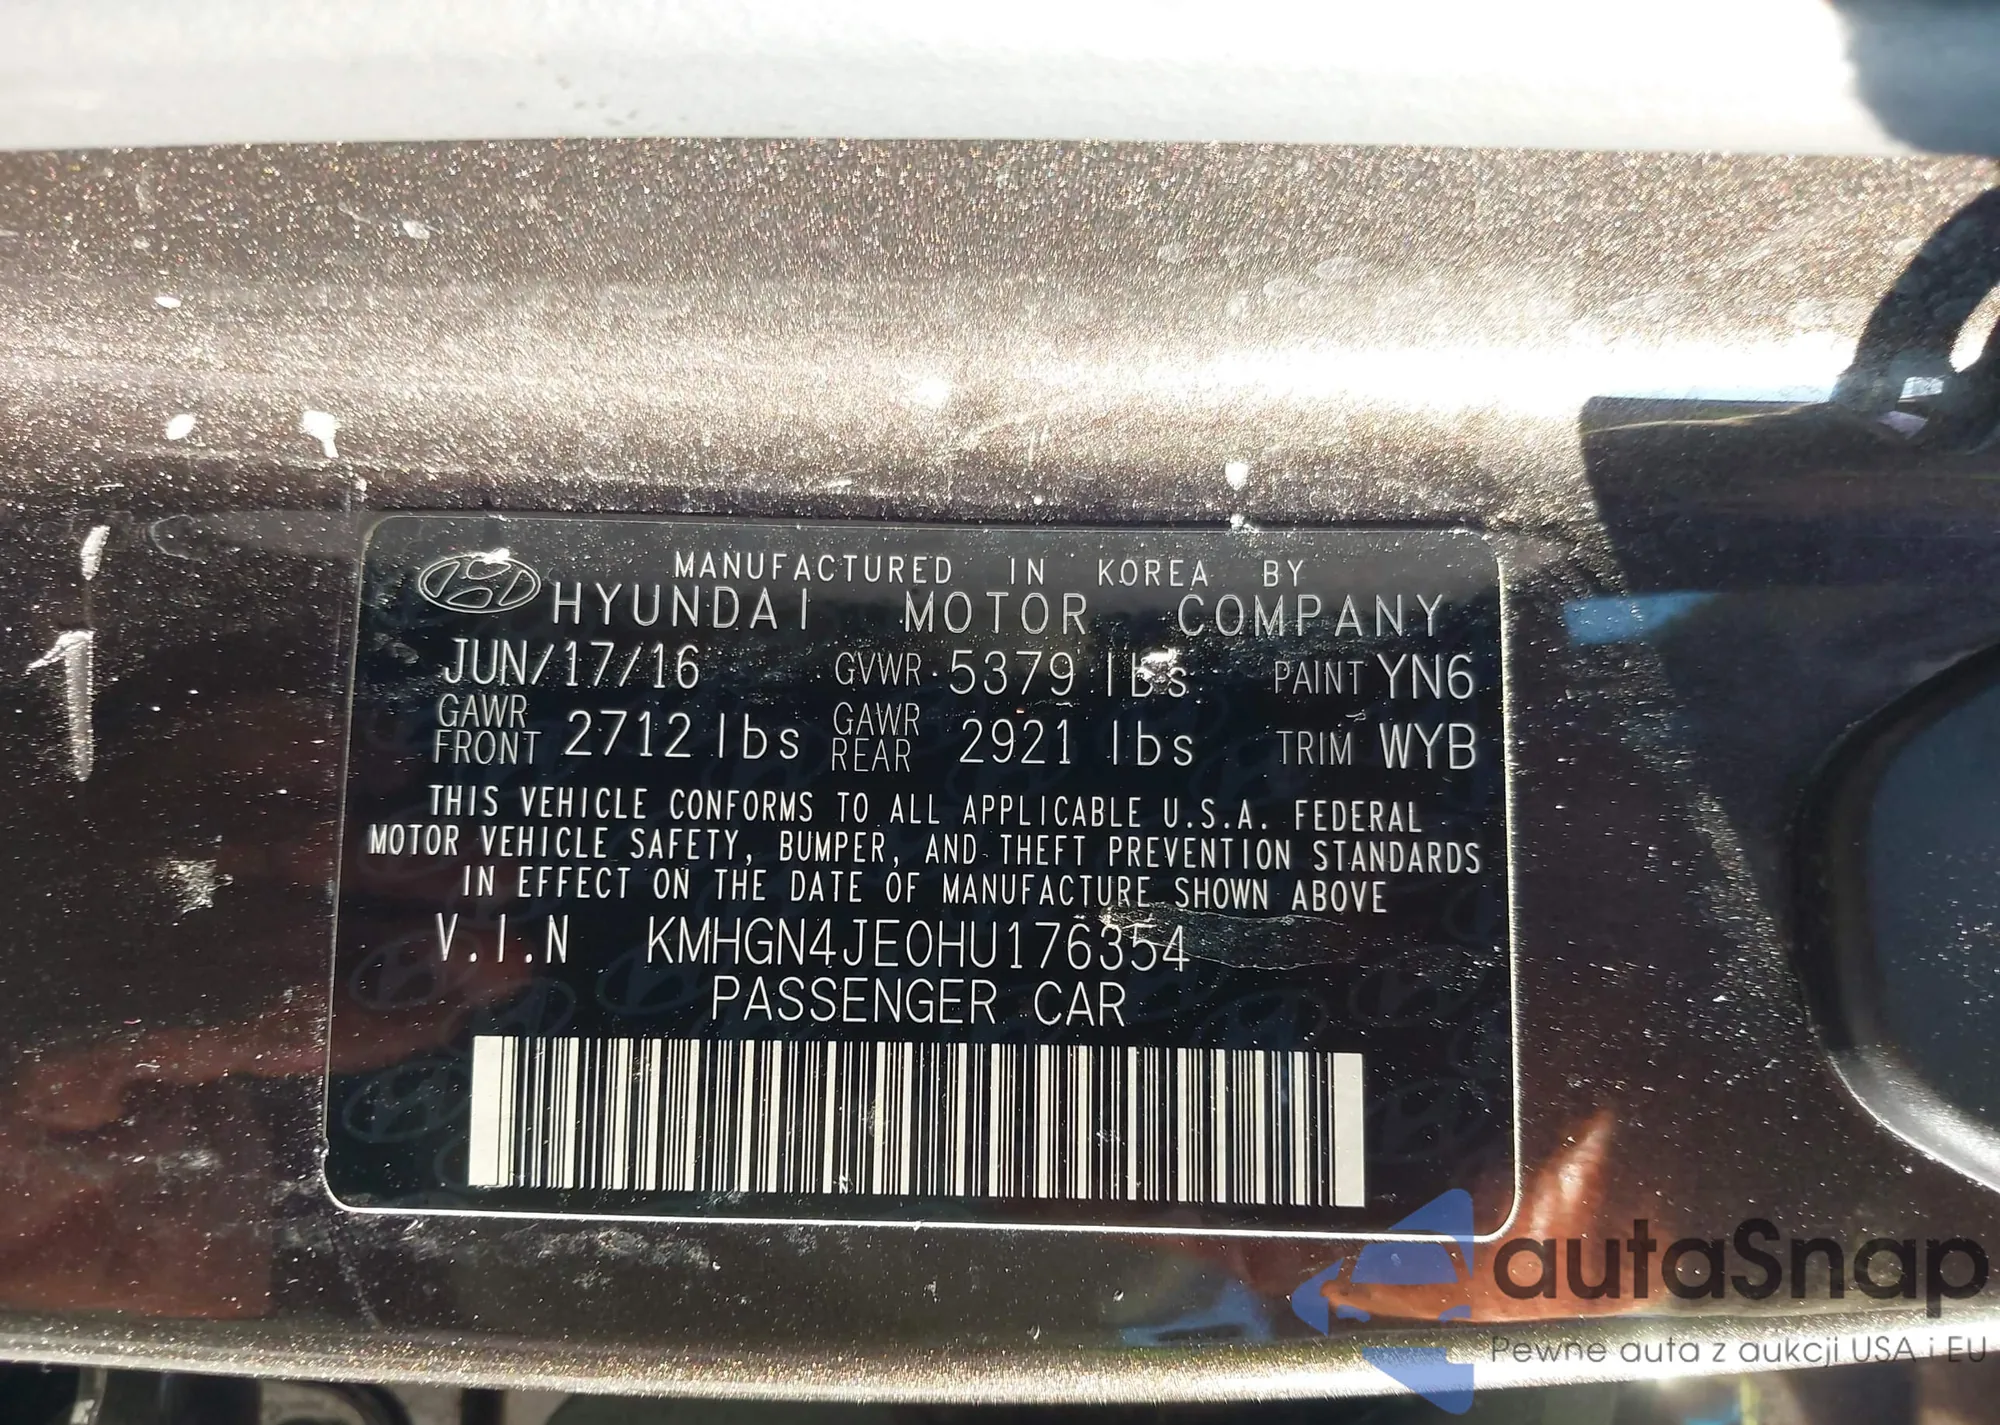 MANUFACTURED IN KOREA BY
HYUNDAI MOTOR COMPANY
JUN/17/16 GVWR 5379 lbs PAINT YN6
GAWR FRONT 2712 lbs GAWR REAR 2921 lbs TRIM WYB
THIS VEHICLE CONFORMS TO ALL APPLICABLE U.S.A. FEDERAL
MOTOR VEHICLE SAFETY, BUMPER, AND THEFT PREVENTION STANDARDS
IN EFFECT ON THE DATE OF MANUFACTURE SHOWN ABOVE
V.I.N KMHGN4JE0HU176354
PASSENGER CAR
autaSnap
Pewne auta z aukcji USA i EU